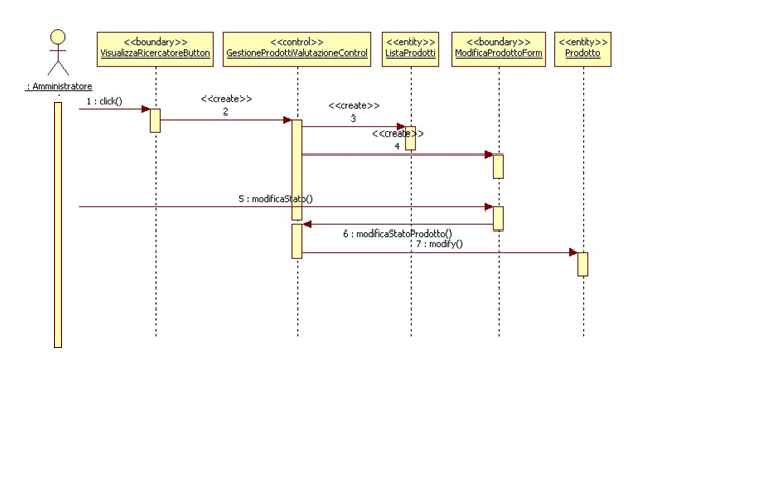 <<boundary>>
VisualizzaRicercatoreButton
<<control>>
GestioneProdottiValutazioneControl
<<entity>>
ListaProdotti
<<boundary>>
ModificaProdottoForm
<<entity>>
Prodotto
: Amministratore
1 : click()
<<create>>
2
<<create>>
3
<<create>>
4
5 : modificaStato()
6 : modificaStatoProdotto()
7 : modify()